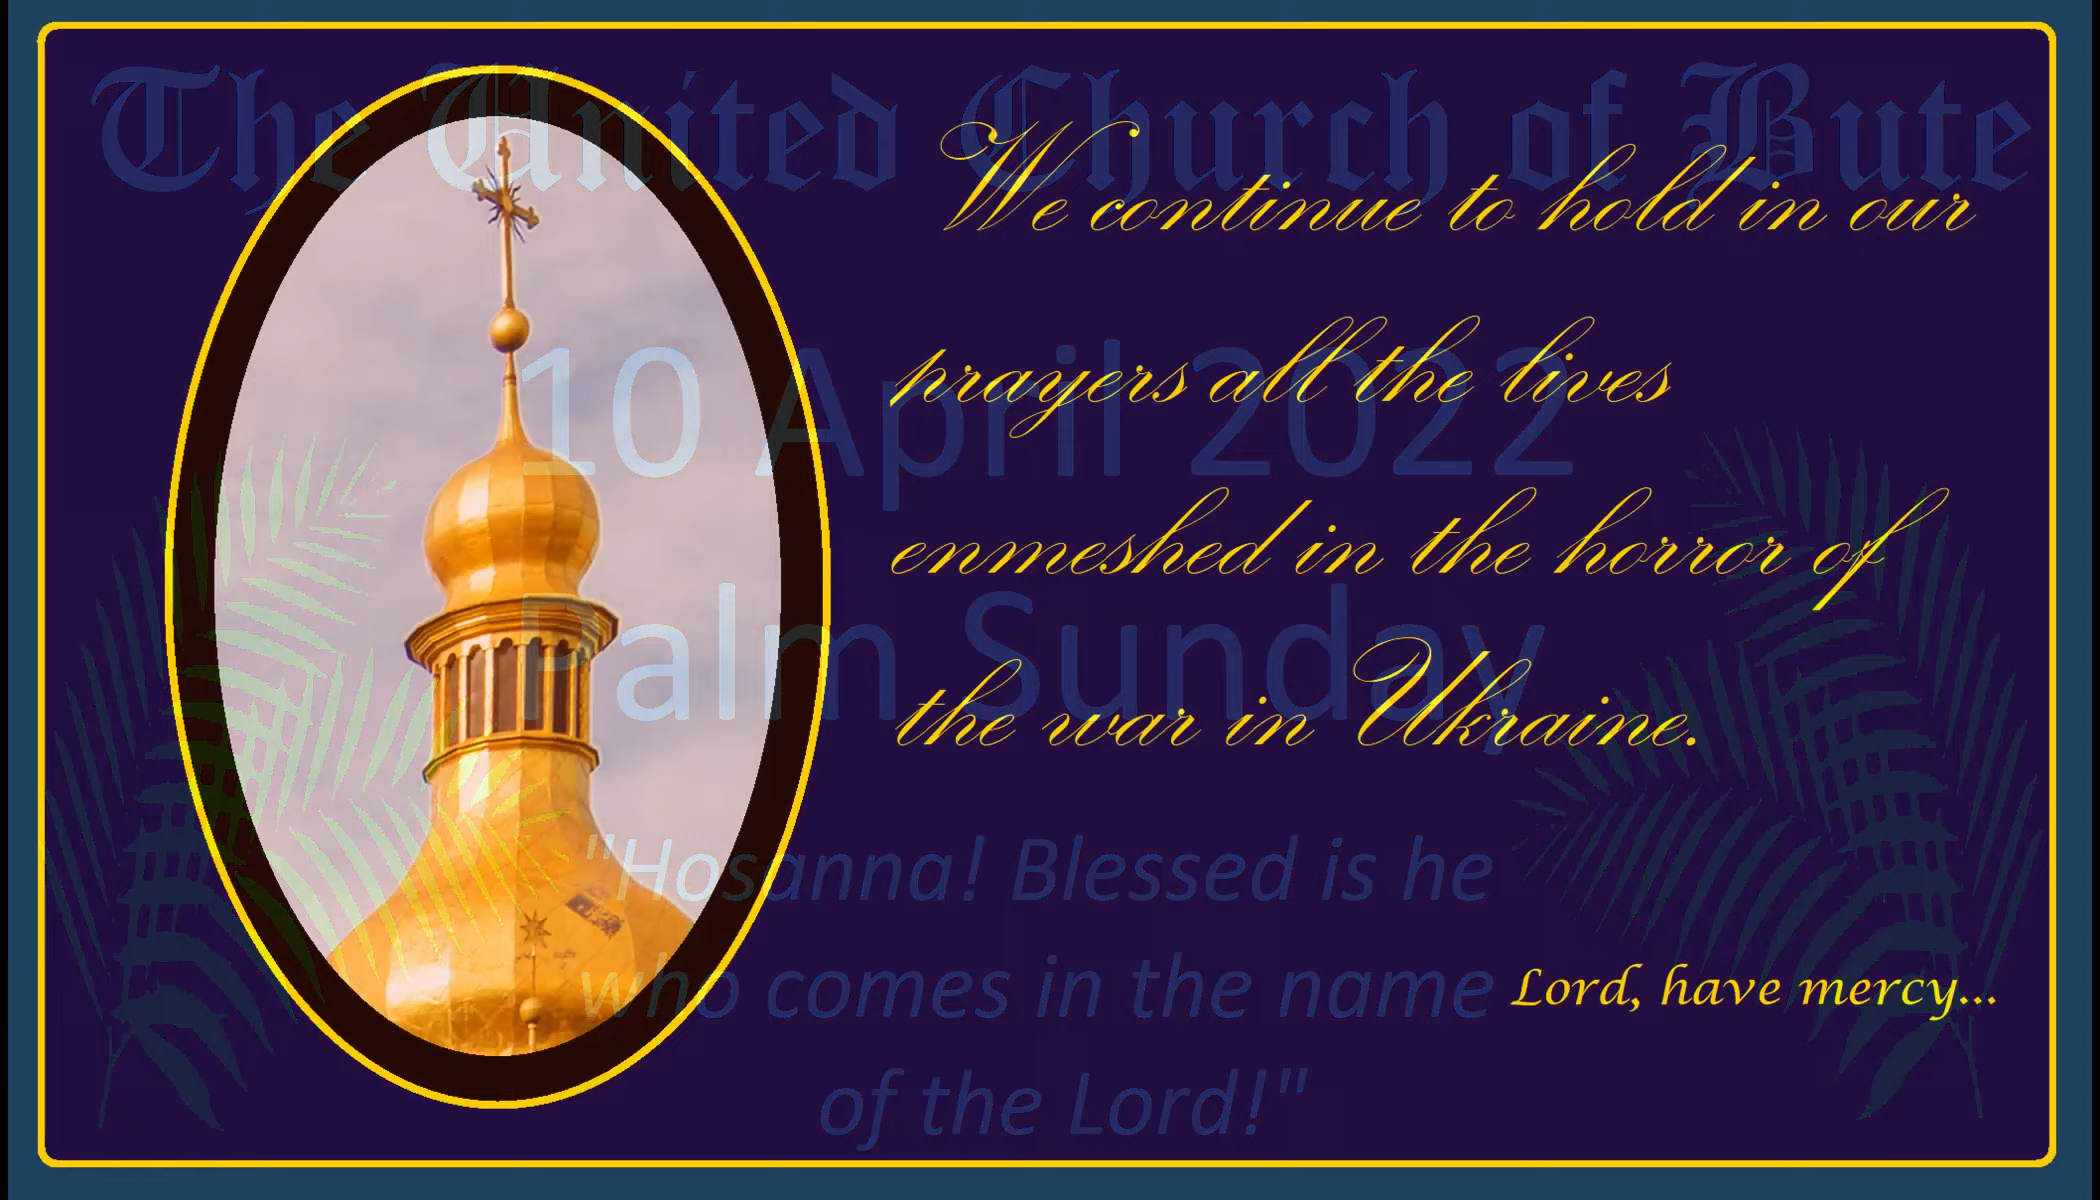 The United Church of Bute
We continue to hold in our
prayers all the lives
enmeshed in the horror of
the war in Ukraine.
Lord, have mercy...
10 April 2022
Palm Sunday
"Hosanna! Blessed is he
who comes in the name
of the Lord!"